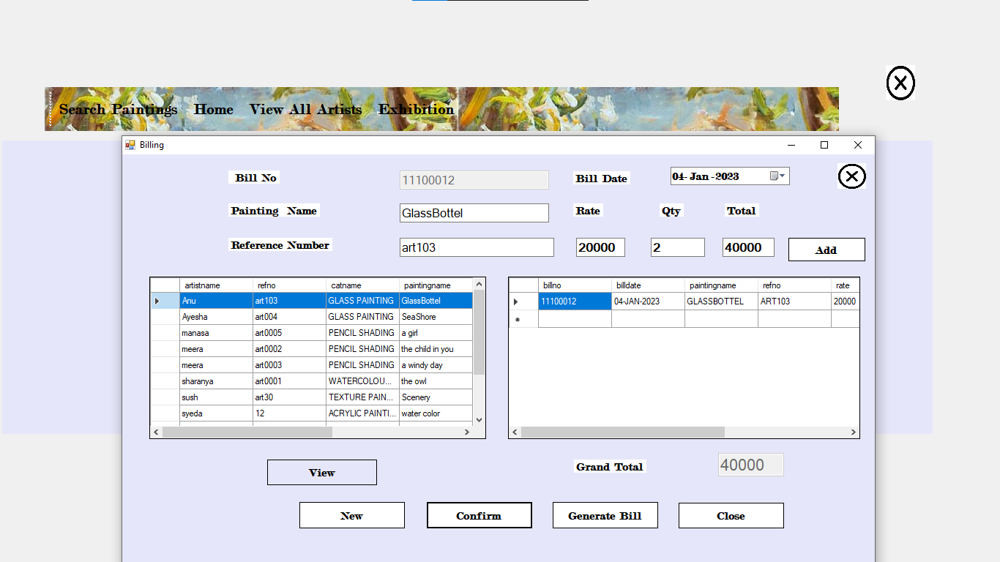 Search Paintings Home View All Artists Exhibition
Billing
Bill No 11100012 Bill Date 04- Jan -2023
Painting Name GlassBottel Rate Qty Total
Reference Number art103 20000 2 40000 Add
artistname refno catname paintingname
Anu art103 GLASS PAINTING GlassBottel
Ayesha art004 GLASS PAINTING SeaShore
manasa art0005 PENCIL SHADING a girl
meera art0002 PENCIL SHADING the child in you
meera art0003 PENCIL SHADING a windy day
sharanya art0001 WATERCOLOU... the owl
sush art30 TEXTURE PAIN... Scenery
syeda 12 ACRYLIC PAINTI... water color
billno billdate paintingname refno rate
11100012 04-JAN-2023 GLASSBOTTEL ART103 20000
View Grand Total 40000
New Confirm Generate Bill Close